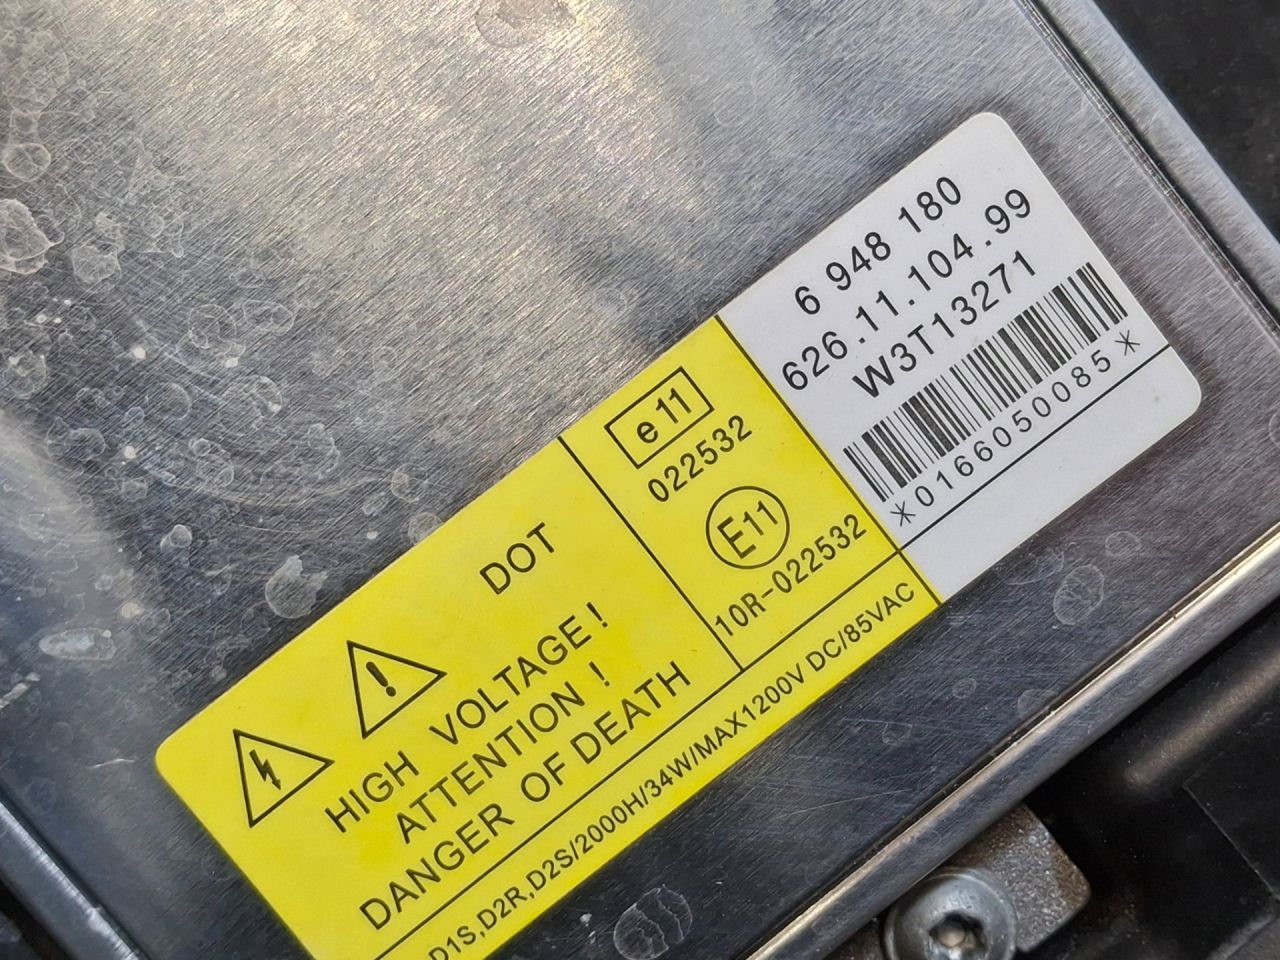 6 948 180
626.11.104.99
W3T13271
*0166050085*
e11
022532
E11
10R-022532
DOT
HIGH VOLTAGE!
ATTENTION !
DANGER OF DEATH
D1S,D2R,D2S/2000H/34W/MAX1200V DC/85VAC